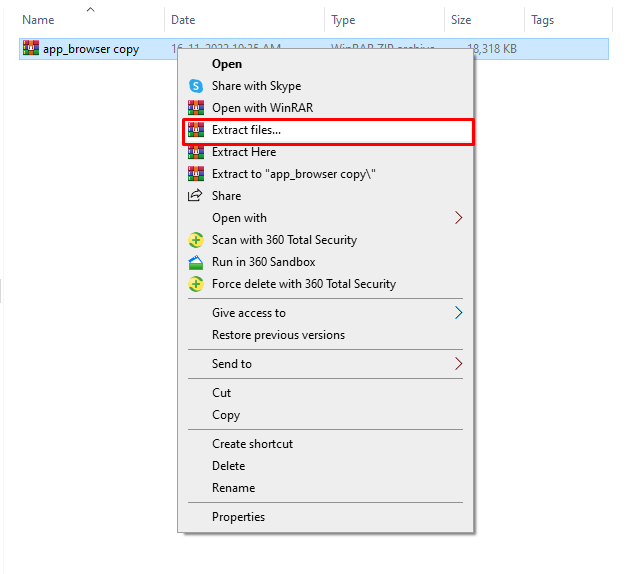 Name Date Type Size Tags
app_browser copy 16-11-2022 10:35 AM WinRAR ZIP archive 18,318 KB
Open
Share with Skype
Open with WinRAR
Extract files...
Extract Here
Extract to "app_browser copy\"
Share
Open with
Scan with 360 Total Security
Run in 360 Sandbox
Force delete with 360 Total Security
Give access to
Restore previous versions
Send to
Cut
Copy
Create shortcut
Delete
Rename
Properties